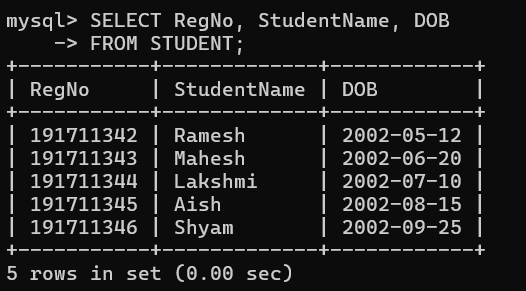 mysql> SELECT RegNo, StudentName, DOB
    -> FROM STUDENT;
+-----------+-------------+------------+
| RegNo     | StudentName | DOB        |
+-----------+-------------+------------+
| 191711342 | Ramesh      | 2002-05-12 |
| 191711343 | Mahesh      | 2002-06-20 |
| 191711344 | Lakshmi     | 2002-07-10 |
| 191711345 | Aish        | 2002-08-15 |
| 191711346 | Shyam       | 2002-09-25 |
+-----------+-------------+------------+
5 rows in set (0.00 sec)